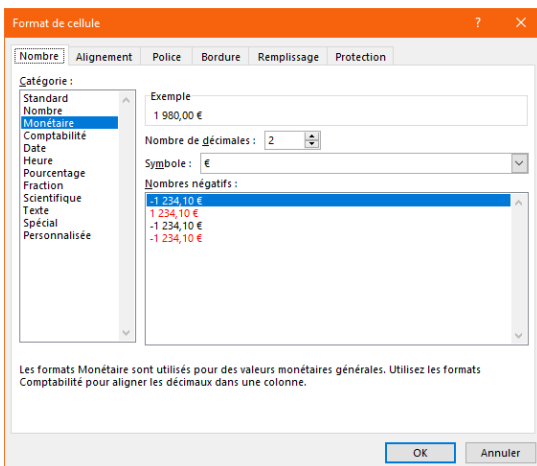 Format de cellule ? ✕
Nombre Alignement Police Bordure Remplissage Protection
Catégorie :
Standard
Nombre
Monétaire
Comptabilité
Date
Heure
Pourcentage
Fraction
Scientifique
Texte
Spécial
Personnalisée
Exemple
1 980,00 €
Nombre de décimales : 2
Symbole : €
Nombres négatifs :
-1 234,10 €
1 234,10 €
-1 234,10 €
-1 234,10 €
Les formats Monétaire sont utilisés pour des valeurs monétaires générales. Utilisez les formats
Comptabilité pour aligner les décimaux dans une colonne.
OK Annuler